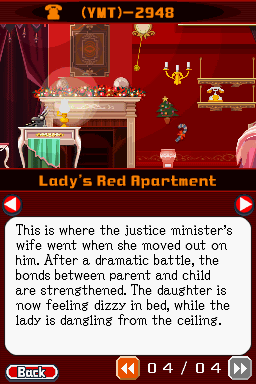 (YMT)-2948
Lady's Red Apartment
This is where the justice minister's
wife went when she moved out on
him. After a dramatic battle, the
bonds between parent and child
are strengthened. The daughter is
now feeling dizzy in bed, while the
lady is dangling from the ceiling.
Back
04 / 04